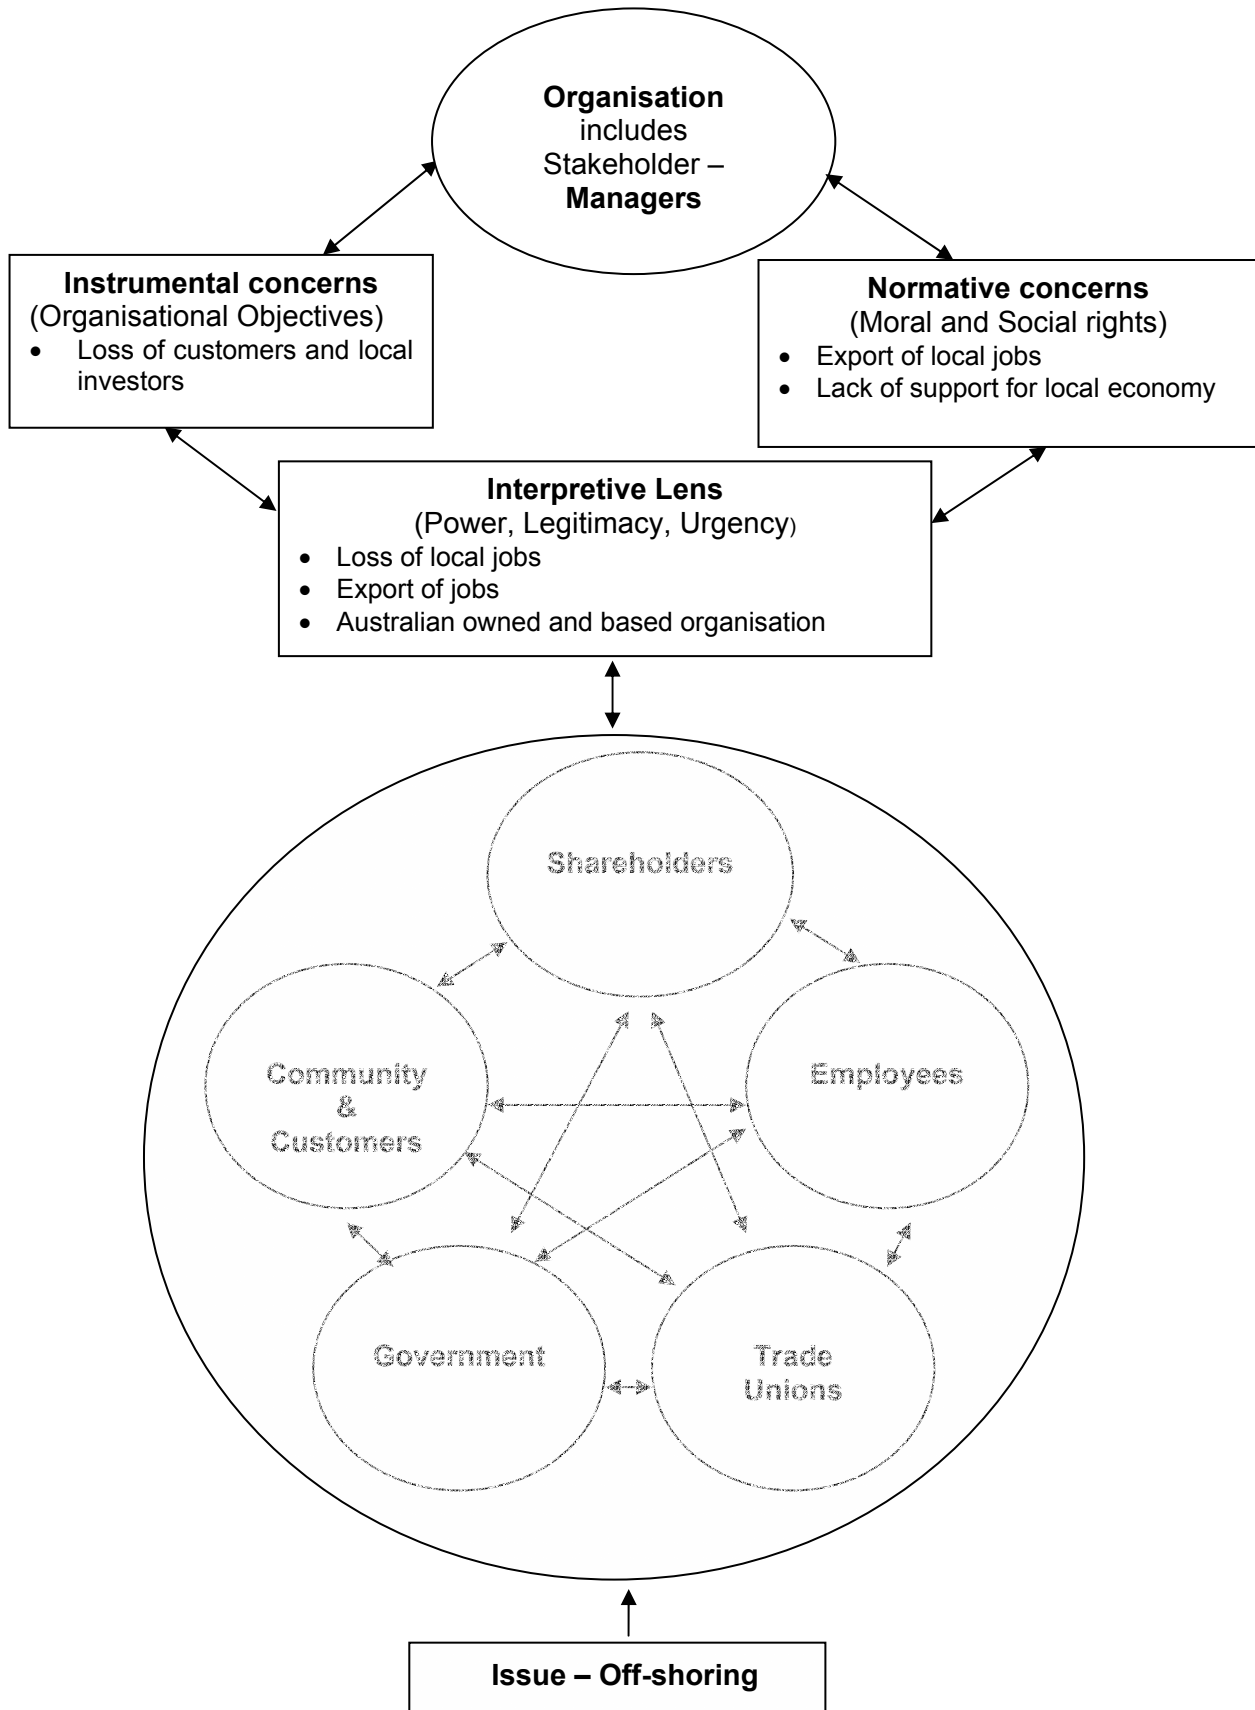 Organisation
includes
Stakeholder –
Managers
Instrumental concerns
(Organisational Objectives)
• Loss of customers and local
investors
Normative concerns
(Moral and Social rights)
• Export of local jobs
• Lack of support for local economy
Interpretive Lens
(Power, Legitimacy, Urgency)
• Loss of local jobs
• Export of jobs
• Australian owned and based organisation
Shareholders
Community
&
Customers
Employees
Government
Trade
Unions
Issue – Off-shoring